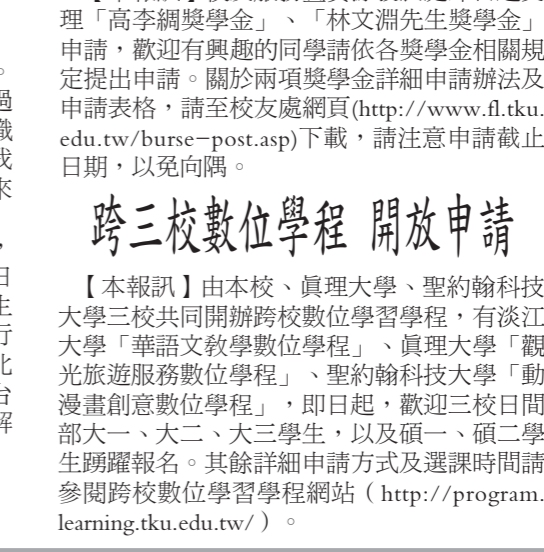 理「高李綢獎學金」、「林文淵先生獎學金」
申請，歡迎有興趣的同學請依各獎學金相關規
定提出申請。關於兩項獎學金詳細申請辦法及
申請表格，請至校友處網頁(http://www.fl.tku.
edu.tw/burse-post.asp)下載，請注意申請截止
日期，以免向隅。
跨三校數位學程 開放申請
【本報訊】由本校、真理大學、聖約翰科技
大學三校共同開辦跨校數位學習學程，有淡江
大學「華語文教學數位學程」、真理大學「觀
光旅遊服務數位學程」、聖約翰科技大學「動
漫畫創意數位學程」，即日起，歡迎三校日間
部大一、大二、大三學生，以及碩一、碩二學
生踴躍報名。其餘詳細申請方式及選課時間請
參閱跨校數位學習學程網站（http://program.
learning.tku.edu.tw/）。